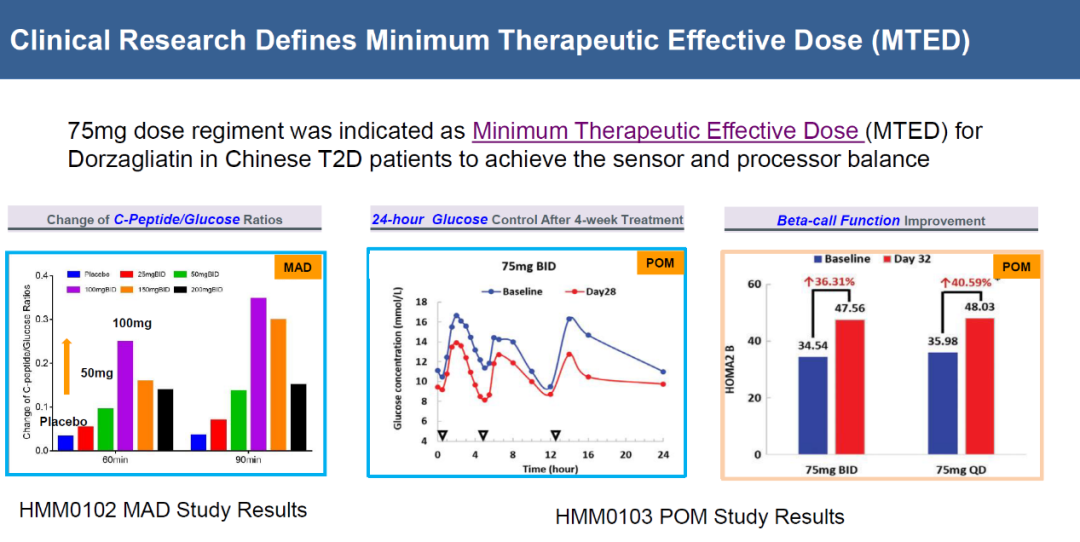 Clinical Research Defines Minimum Therapeutic Effective Dose (MTED)
75mg dose regiment was indicated as Minimum Therapeutic Effective Dose (MTED) for
Dorzagliatin in Chinese T2D patients to achieve the sensor and processor balance
Change of C-Peptide/Glucose Ratios
MAD
Placebo 25mgBID 50mgBID
100mgBID 150mgBID 200mgBID
Change of C-peptide/Glucose Ratios
0.4
0.3
0.2
0.1
0.0
100mg
50mg
Placebo
60min 90min
HMM0102 MAD Study Results
24-hour Glucose Control After 4-week Treatment
POM
75mg BID
Baseline Day28
Glucose concentration (mmol/L)
18
16
14
12
10
8
6
4
0 4 8 12 16 20 24
Time (hour)
Beta-call Function Improvement
POM
Baseline Day 32
HOMA2 B
60
40
20
0
↑36.31%
↑40.59%
34.54
47.56
35.98
48.03
75mg BID 75mg QD
HMM0103 POM Study Results